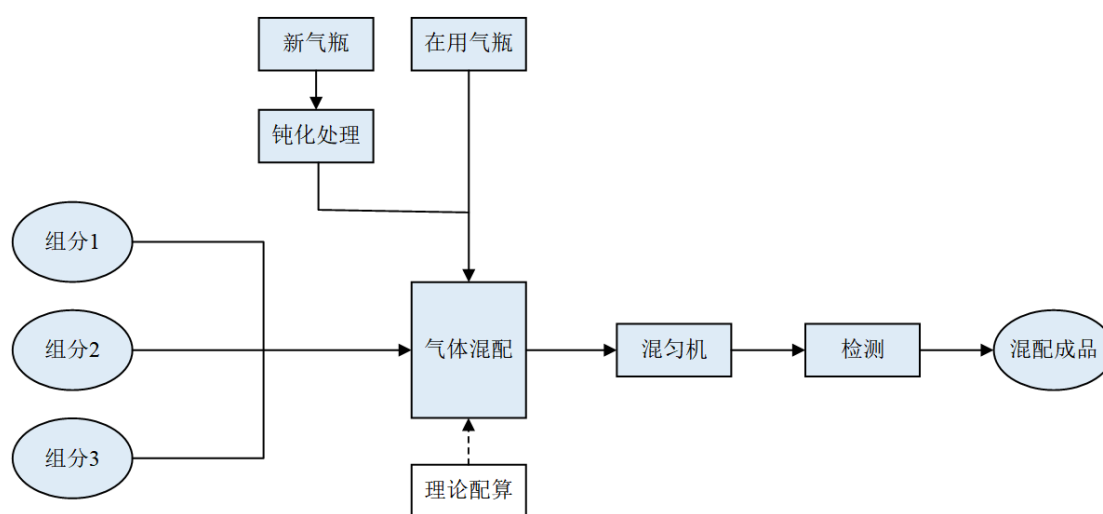 新气瓶
在用气瓶
钝化处理
组分1
组分2
组分3
气体混配
混匀机
检测
混配成品
理论配算